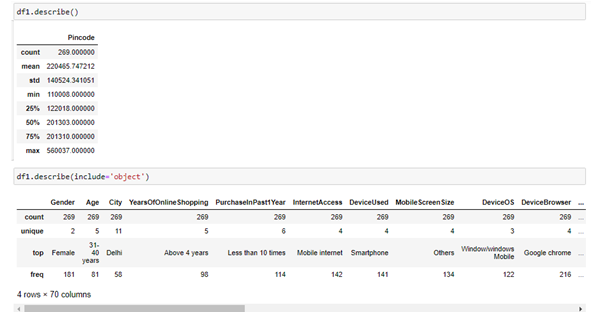 df1.describe()
Pincode
count 269.000000
mean 220465.747212
std 140524.341051
min 110008.000000
25% 122018.000000
50% 201303.000000
75% 201310.000000
max 560037.000000
df1.describe(include='object')
Gender Age City YearsOfOnlineShopping PurchaseInPast1Year InternetAccess DeviceUsed MobileScreenSize DeviceOS DeviceBrowser ...
count 269 269 269 269 269 269 269 269 269 269 ...
unique 2 5 11 5 6 4 4 4 3 4 ...
top Female 31-40 years Delhi Above 4 years Less than 10 times Mobile internet Smartphone Others Window/windows Mobile Google chrome ...
freq 181 81 58 98 114 142 141 134 122 216 ...
4 rows × 70 columns